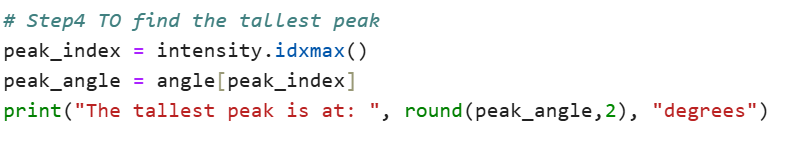 # Step4 TO find the tallest peak
peak_index = intensity.idxmax()
peak_angle = angle[peak_index]
print("The tallest peak is at: ", round(peak_angle,2), "degrees")